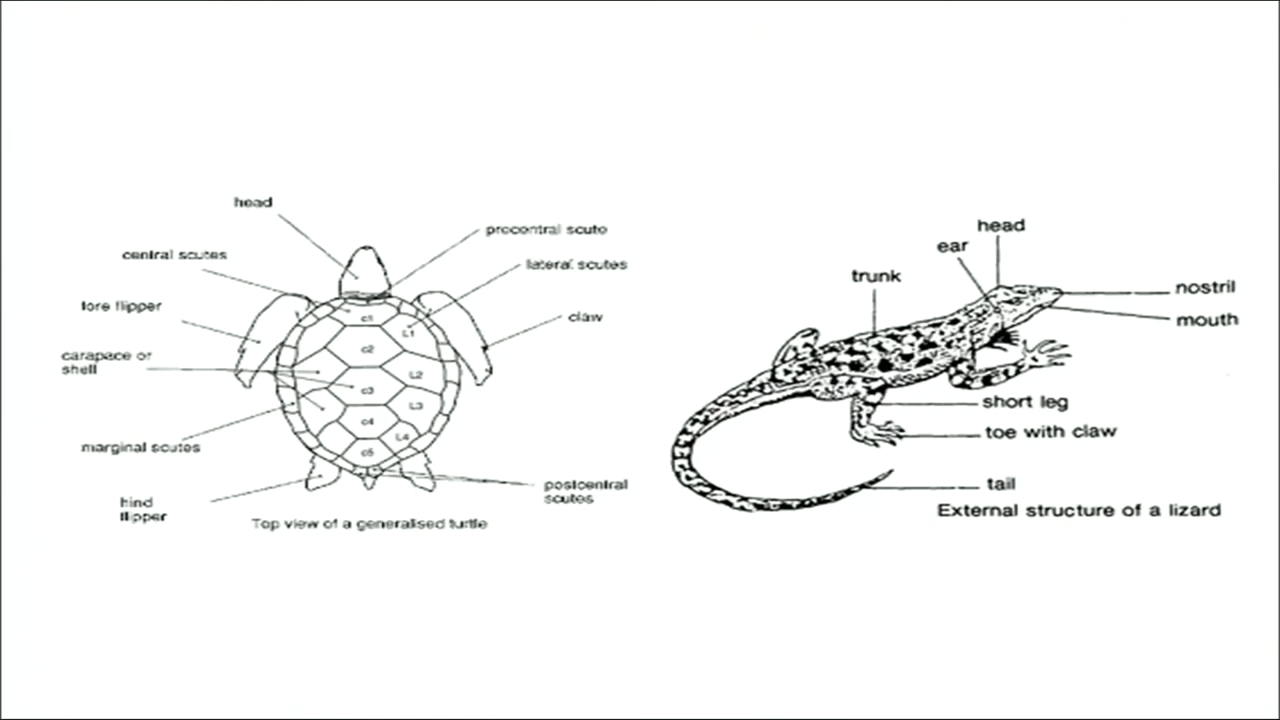 head
central scutes
fore flipper
carapace or
shell
marginal scutes
hind
flipper
precentral scute
lateral scutes
claw
postcentral
scutes
c1
c2
c3
c4
c5
L1
L2
L3
L4
Top view of a generalised turtle
head
ear
trunk
nostril
mouth
short leg
toe with claw
tail
External structure of a lizard